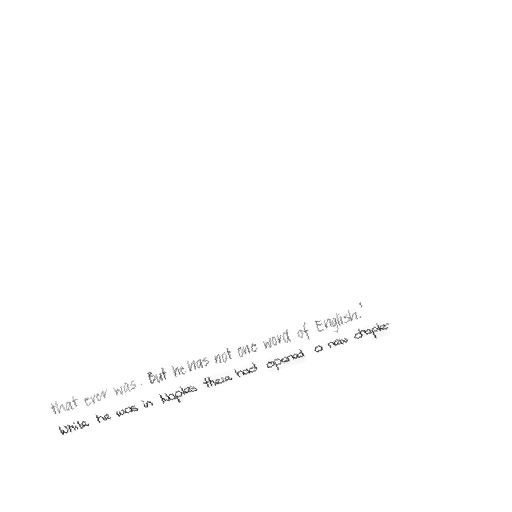 that ever was. But he has not one word of English.'
While he was in Naples there had opened a new chapter